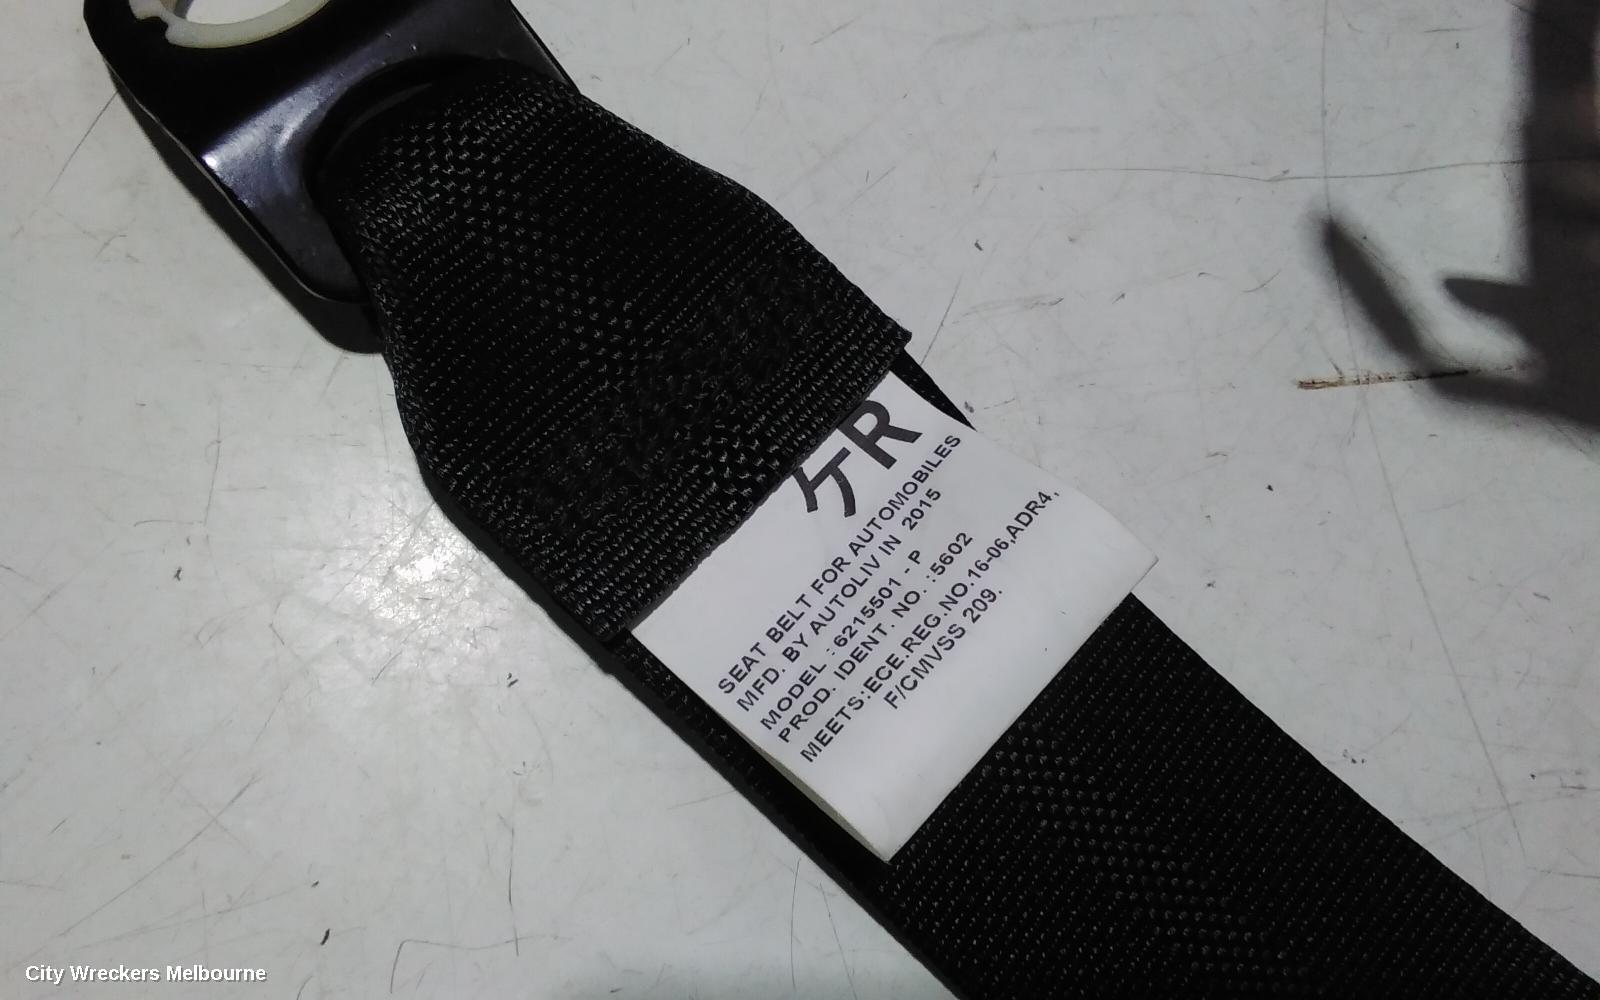 ケR
SEAT BELT FOR AUTOMOBILES
MFD. BY AUTOLIV IN 2015
MODEL : 6215501 - P
PROD. IDENT. NO. : 5602
MEETS:ECE.REG.NO.16-06,ADR4,
F/CMVSS 209.
City Wreckers Melbourne